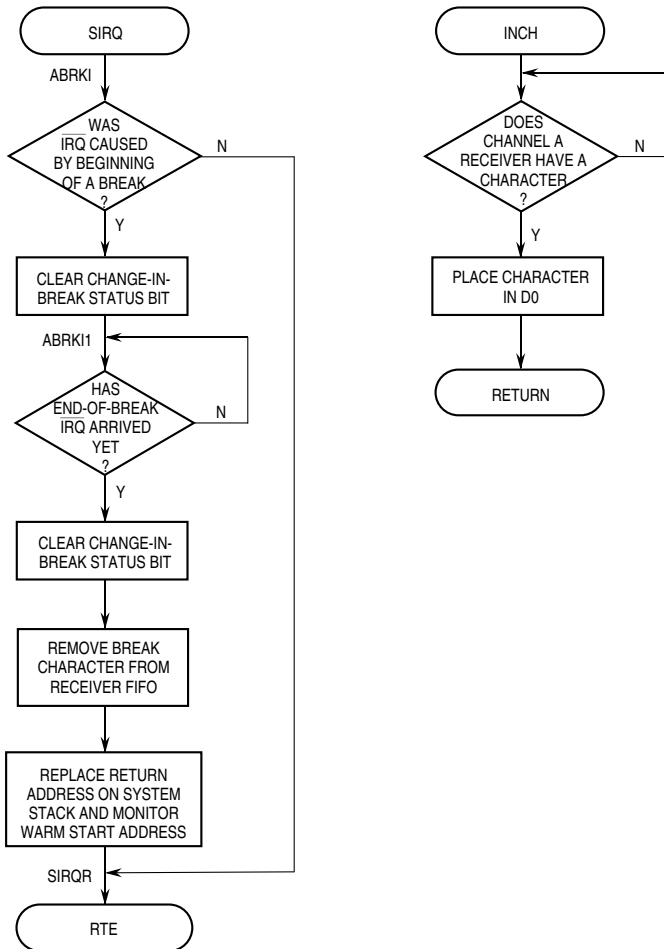 SIRQ
ABRKI
WAS
IRQ CAUSED
BY BEGINNING
OF A BREAK
?
N
Y
CLEAR CHANGE-IN-
BREAK STATUS BIT
ABRKI1
HAS
END-OF-BREAK
IRQ ARRIVED
YET
?
N
Y
CLEAR CHANGE-IN-
BREAK STATUS BIT
REMOVE BREAK
CHARACTER FROM
RECEIVER FIFO
REPLACE RETURN
ADDRESS ON SYSTEM
STACK AND MONITOR
WARM START ADDRESS
SIRQR
RTE
INCH
DOES
CHANNEL A
RECEIVER HAVE A
CHARACTER
?
N
Y
PLACE CHARACTER
IN D0
RETURN